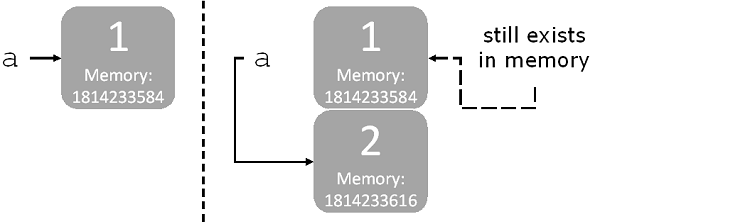 a
1
Memory:
1814233584
a
1
Memory:
1814233584
still exists
in memory
2
Memory:
1814233616